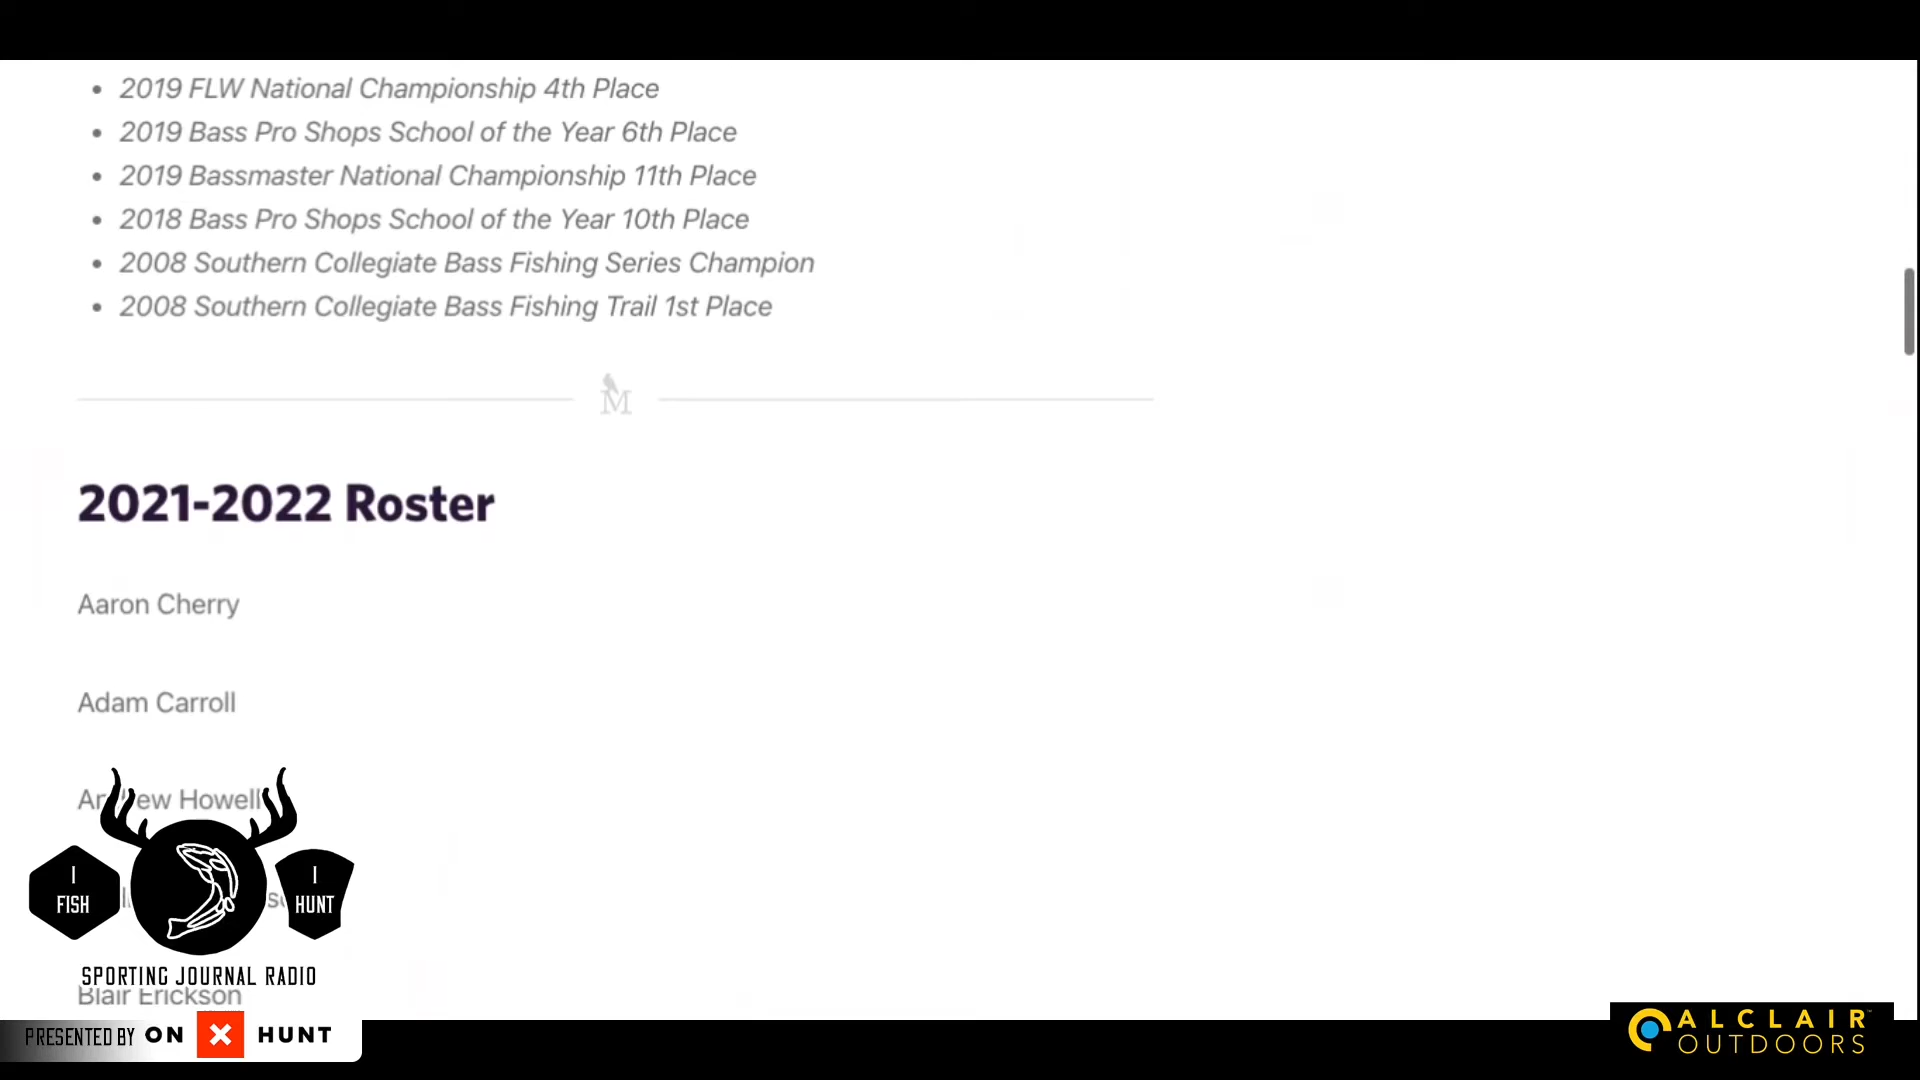 2019 FLW National Championship 4th Place
2019 Bass Pro Shops School of the Year 6th Place
2019 Bassmaster National Championship 11th Place
2018 Bass Pro Shops School of the Year 10th Place
2008 Southern Collegiate Bass Fishing Series Champion
2008 Southern Collegiate Bass Fishing Trail 1st Place
M
2021-2022 Roster
Aaron Cherry
Adam Carroll
Howell
I FISH
I HUNT
SPORTING JOURNAL RADIO
Blair Erickson
PRESENTED BY ON X HUNT
ALCLAIR
OUTDOORS